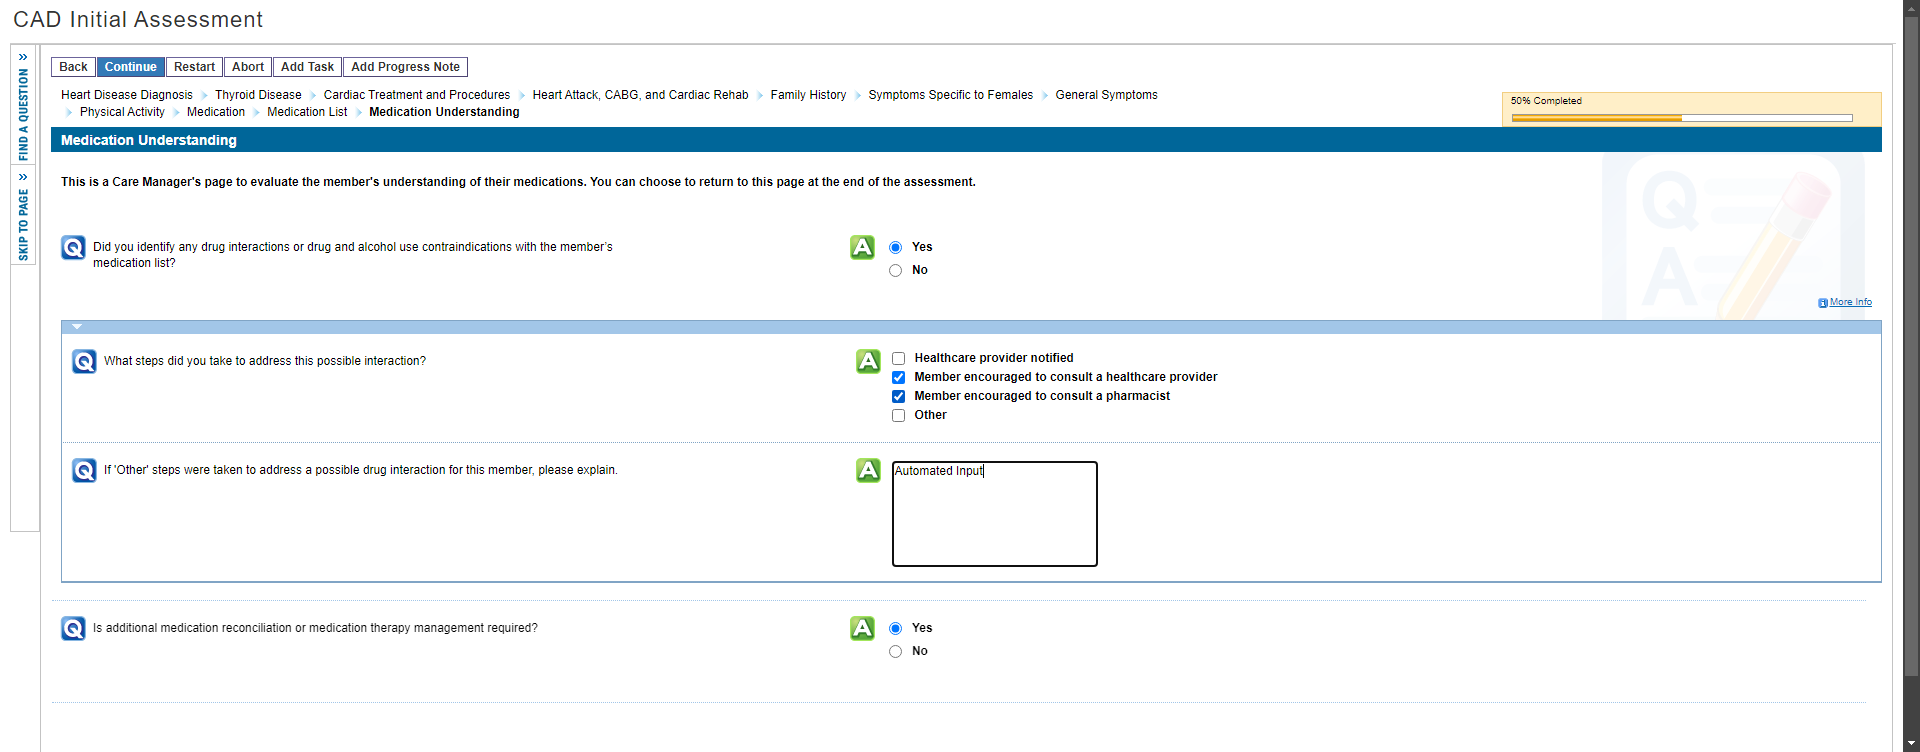 CAD Initial Assessment
» FIND A QUESTION
» SKIP TO PAGE
Back Continue Restart Abort Add Task Add Progress Note
Heart Disease Diagnosis Thyroid Disease Cardiac Treatment and Procedures Heart Attack, CABG, and Cardiac Rehab Family History Symptoms Specific to Females General Symptoms
Physical Activity Medication Medication List Medication Understanding
50% Completed
Medication Understanding
This is a Care Manager's page to evaluate the member's understanding of their medications. You can choose to return to this page at the end of the assessment.
Q A
Q Did you identify any drug interactions or drug and alcohol use contraindications with the member's
medication list?
A Yes
No
More Info
Q What steps did you take to address this possible interaction?
A Healthcare provider notified
Member encouraged to consult a healthcare provider
Member encouraged to consult a pharmacist
Other
Q If 'Other' steps were taken to address a possible drug interaction for this member, please explain.
A Automated Input
Q Is additional medication reconciliation or medication therapy management required?
A Yes
No